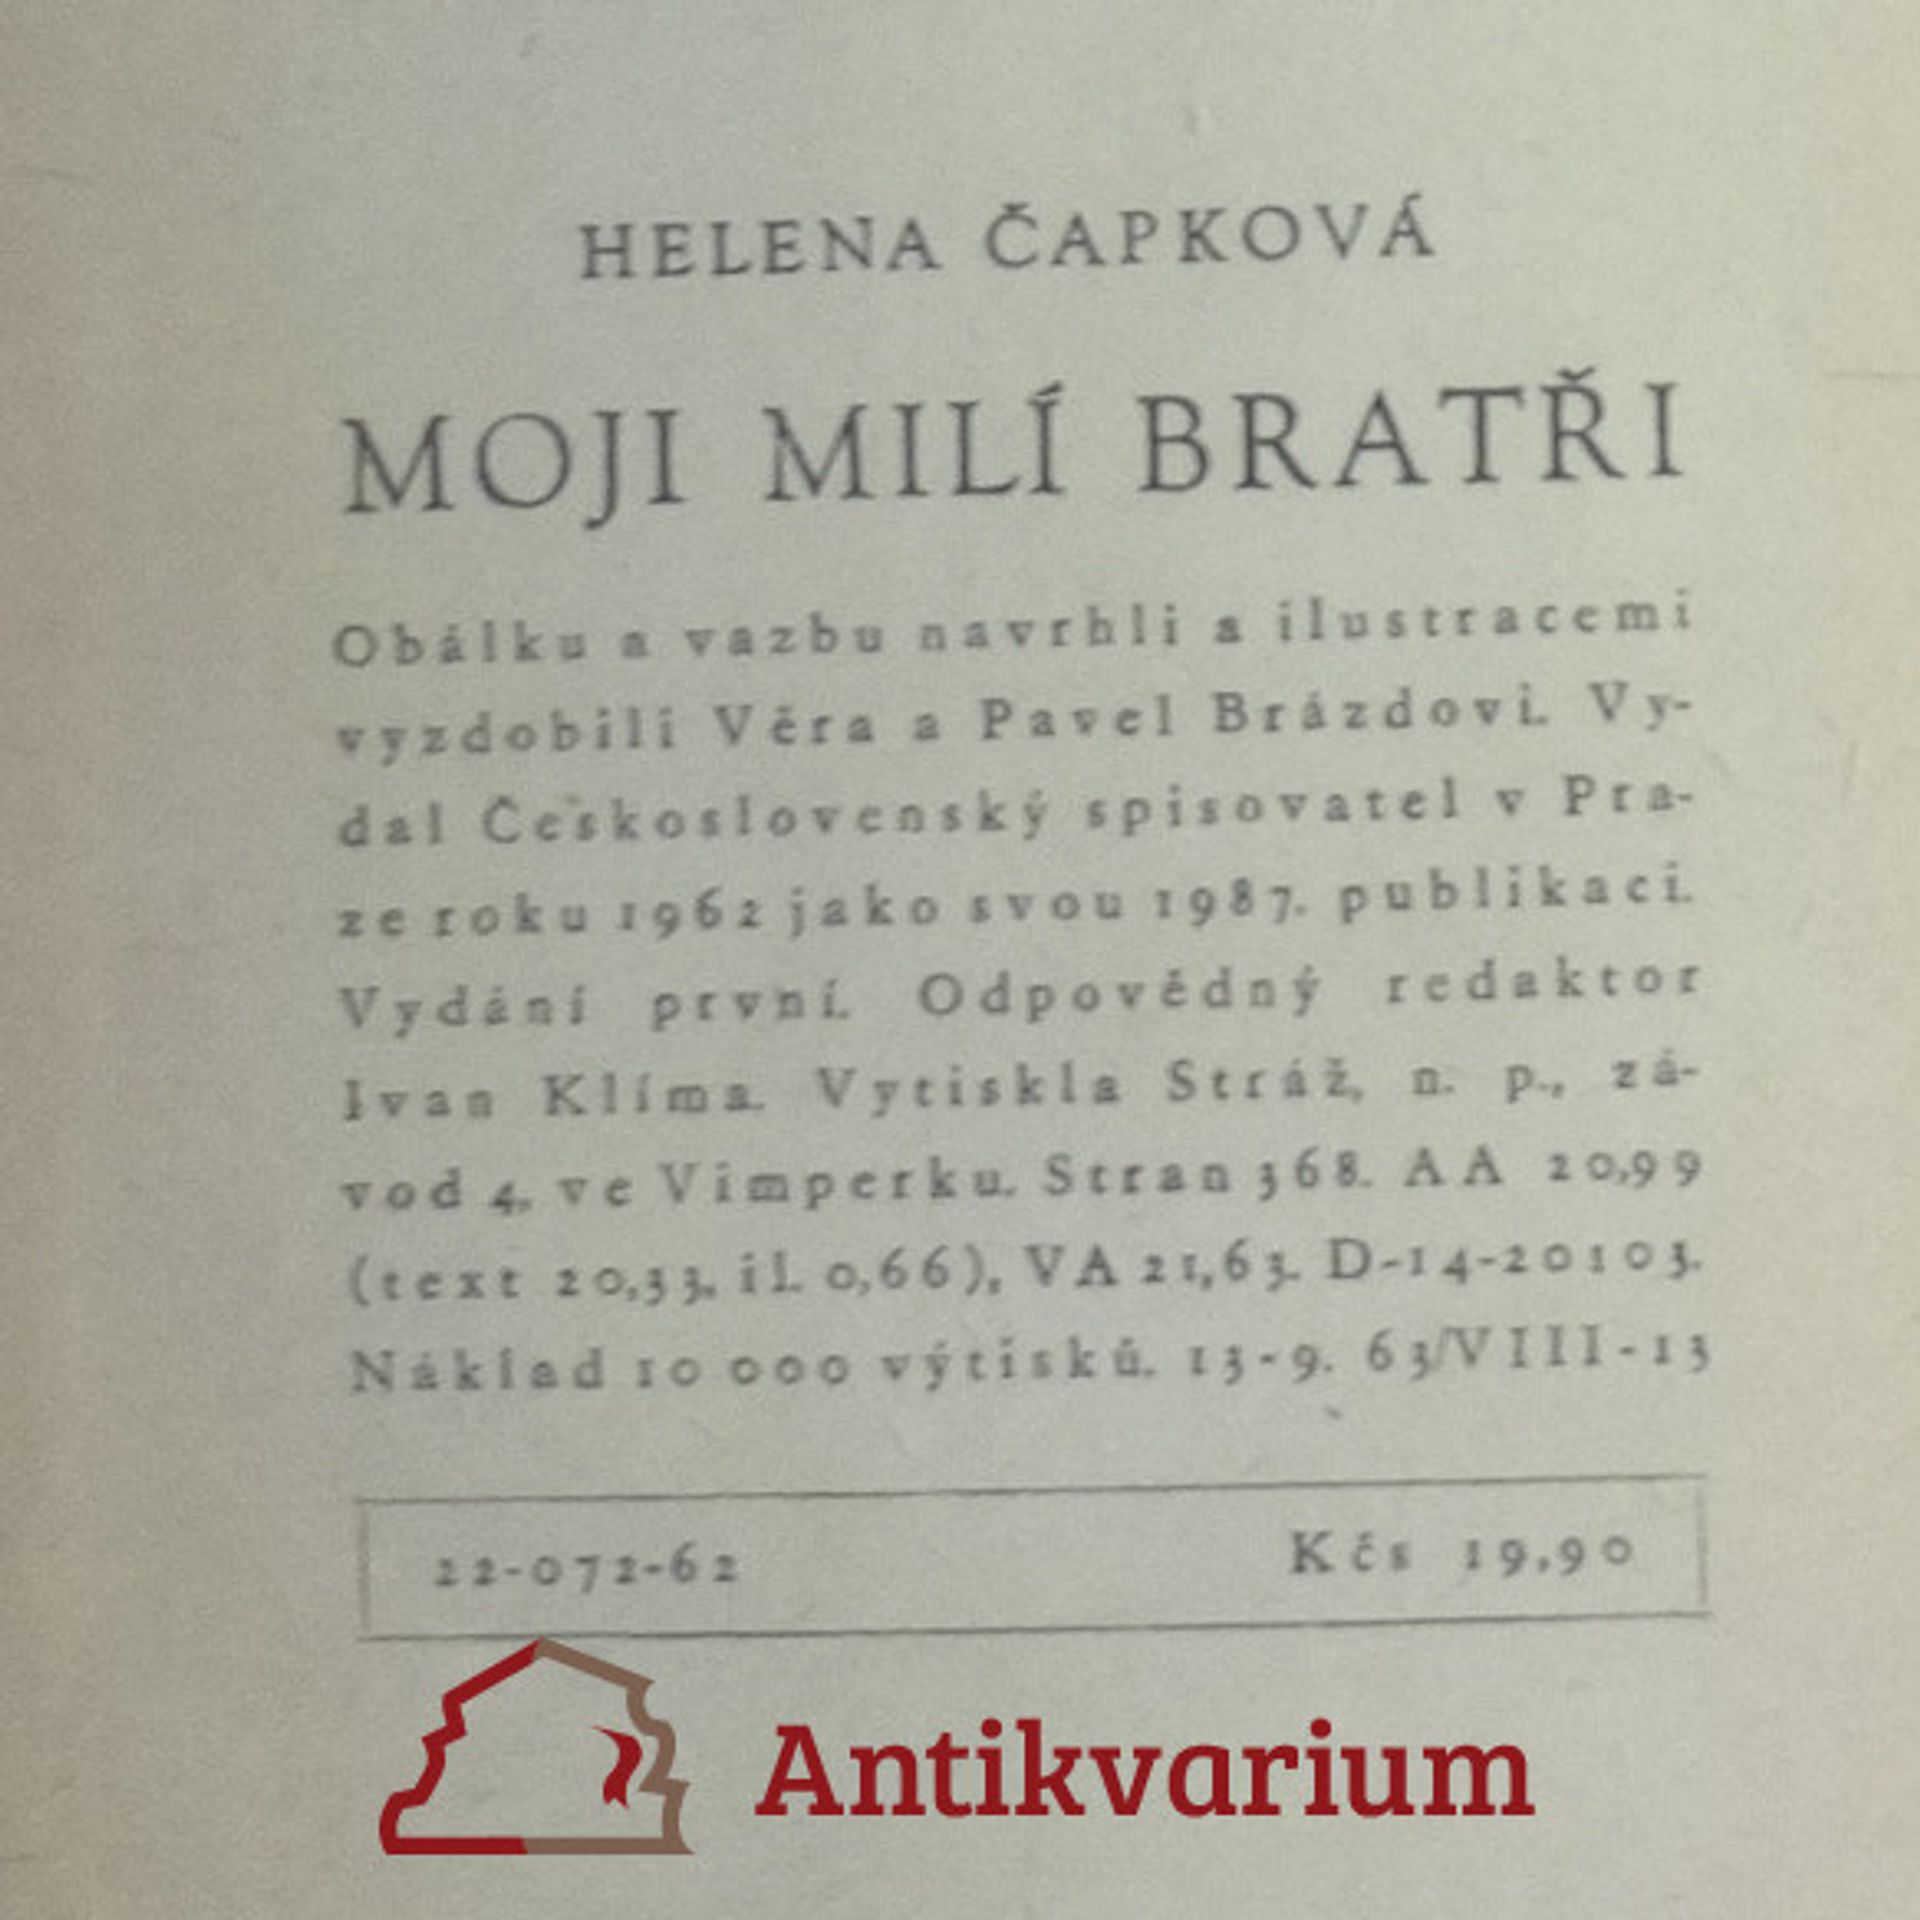 HELENA ČAPKOVÁ
MOJI MILÍ BRATŘI
Obálku a vazbu navrhli a ilustracemi
vyzdobili Věra a Pavel Brázdovi. Vy-
dal Československý spisovatel v Pra-
ze roku 1962 jako svou 1987. publikaci.
Vydání první. Odpovědný redaktor
Ivan Klíma. Vytiskla Stráž, n. p., zá-
vod 4, ve Vimperku. Stran 368. AA 20,99
(text 20,33, il. 0,66), VA 21,63. D-14-20103.
Náklad 10 000 výtisků. 13-9. 63/VIII-13
22-072-62 Kčs 19,90
Antikvarium